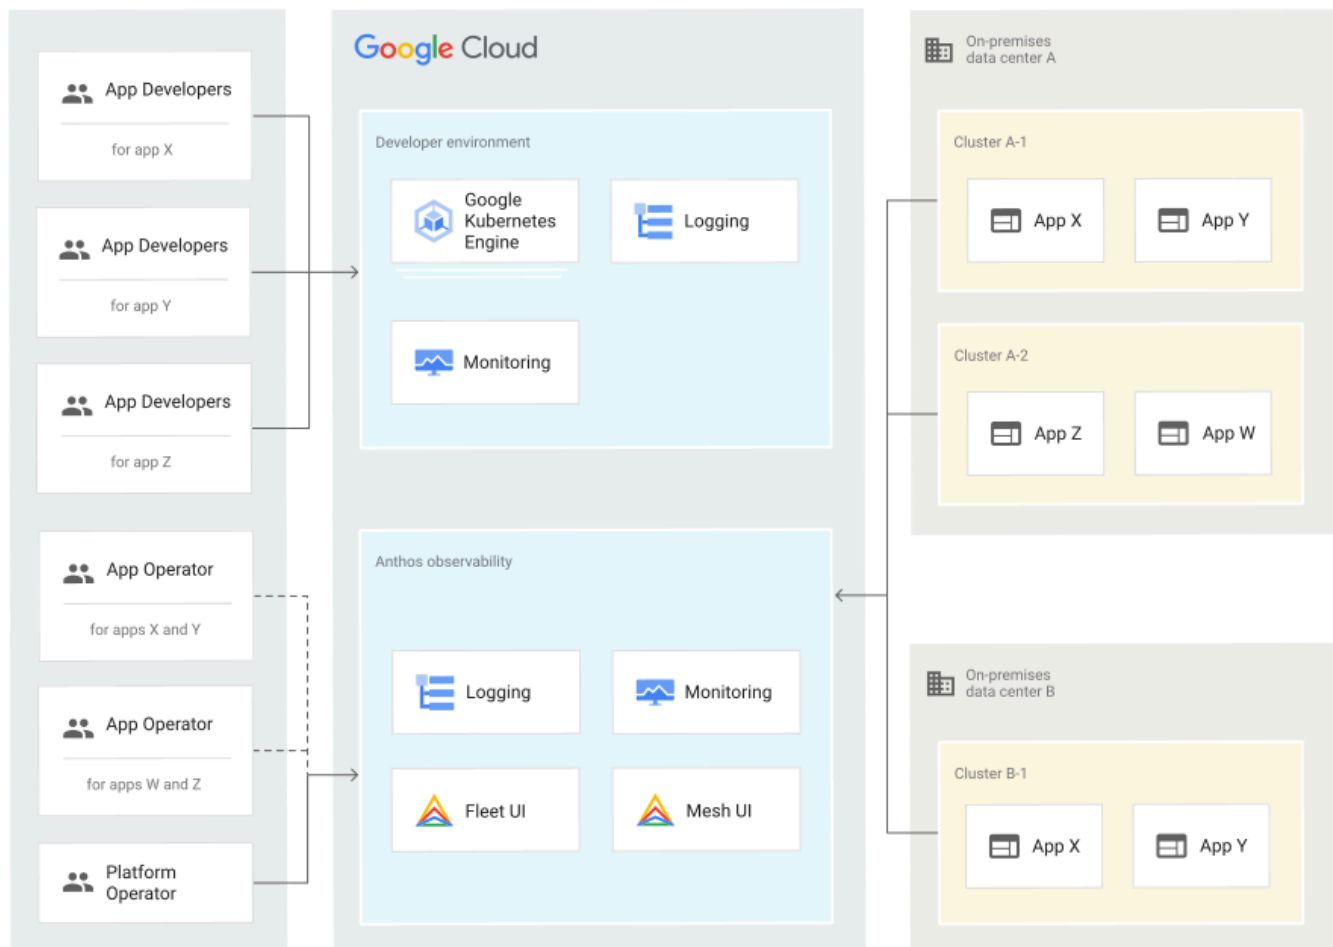 App Developers
for app X
App Developers
for app Y
App Developers
for app Z
App Operator
for apps X and Y
App Operator
for apps W and Z
Platform
Operator
Google Cloud
Developer environment
Google
Kubernetes
Engine
Logging
Monitoring
Anthos observability
Logging
Monitoring
Fleet UI
Mesh UI
On-premises
data center A
Cluster A-1
App X
App Y
Cluster A-2
App Z
App W
On-premises
data center B
Cluster B-1
App X
App Y